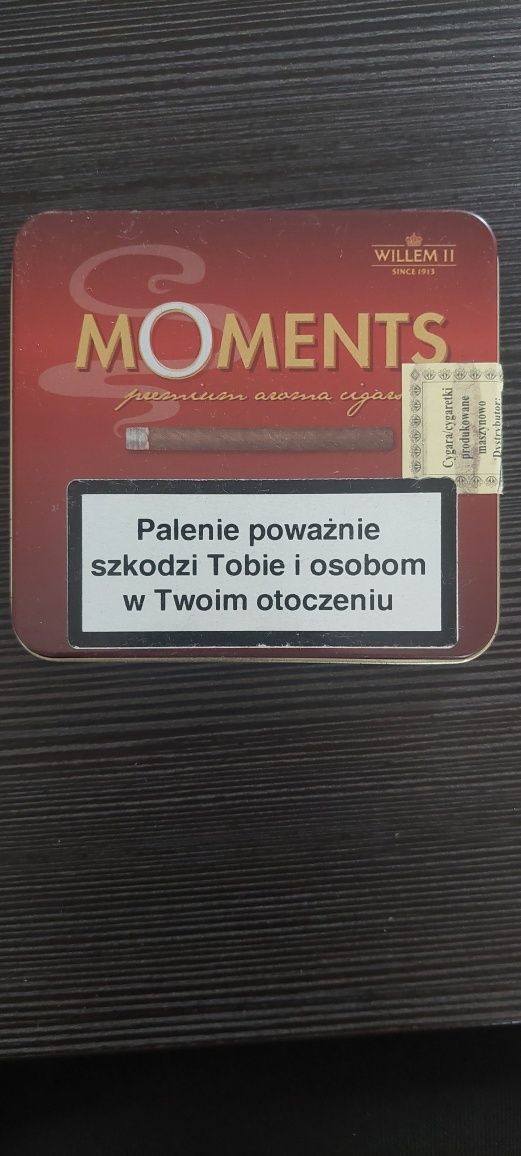 WILLEM II
SINCE 1913
MOMENTS
premium aroma cigars
Cygara/cygaretki
produkowane
maszynowo
Dystrybutor:
Palenie poważnie
szkodzi Tobie i osobom
w Twoim otoczeniu